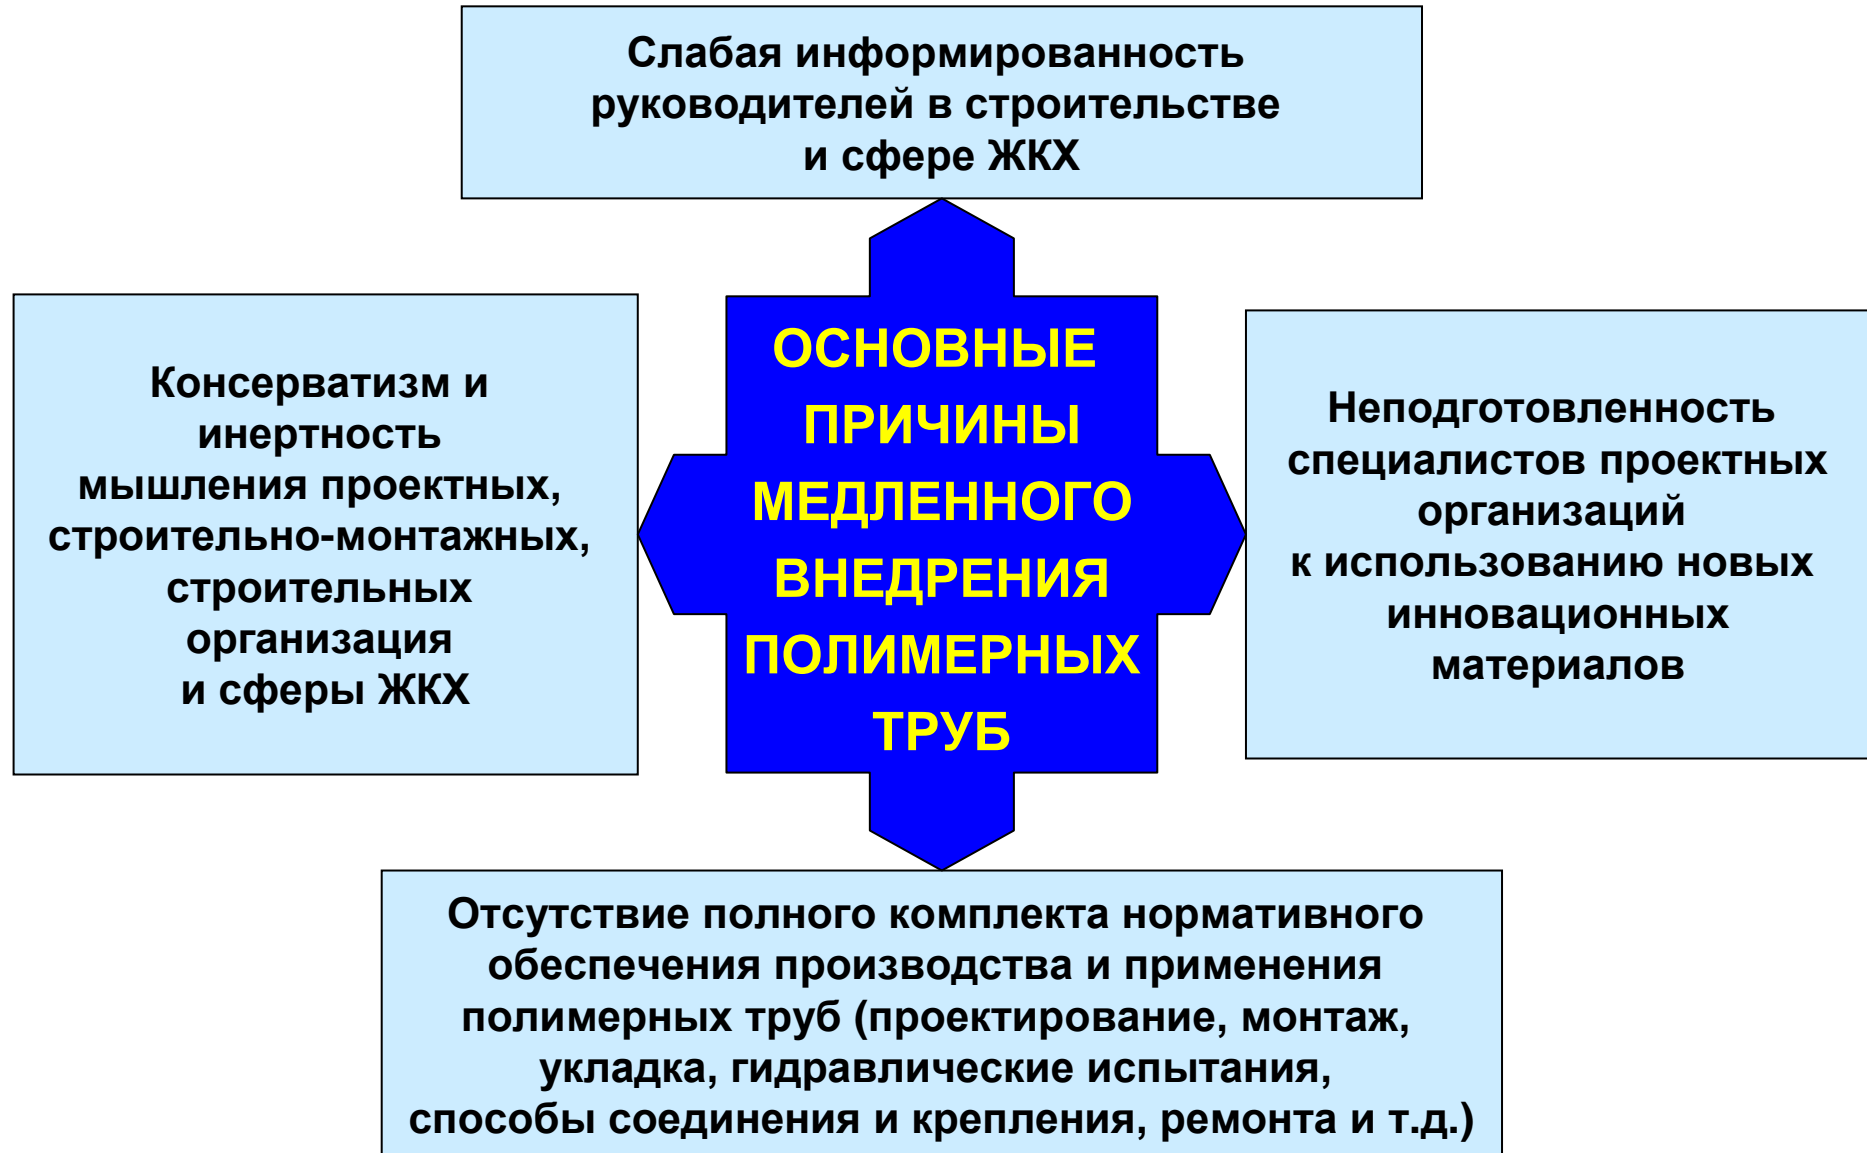 Слабая информированность
руководителей в строительстве
и сфере ЖКХ
Консерватизм и
инертность
мышления проектных,
строительно-монтажных,
строительных
организация
и сферы ЖКХ
ОСНОВНЫЕ
ПРИЧИНЫ
МЕДЛЕННОГО
ВНЕДРЕНИЯ
ПОЛИМЕРНЫХ
ТРУБ
Неподготовленность
специалистов проектных
организаций
к использованию новых
инновационных
материалов
Отсутствие полного комплекта нормативного
обеспечения производства и применения
полимерных труб (проектирование, монтаж,
укладка, гидравлические испытания,
способы соединения и крепления, ремонта и т.д.)